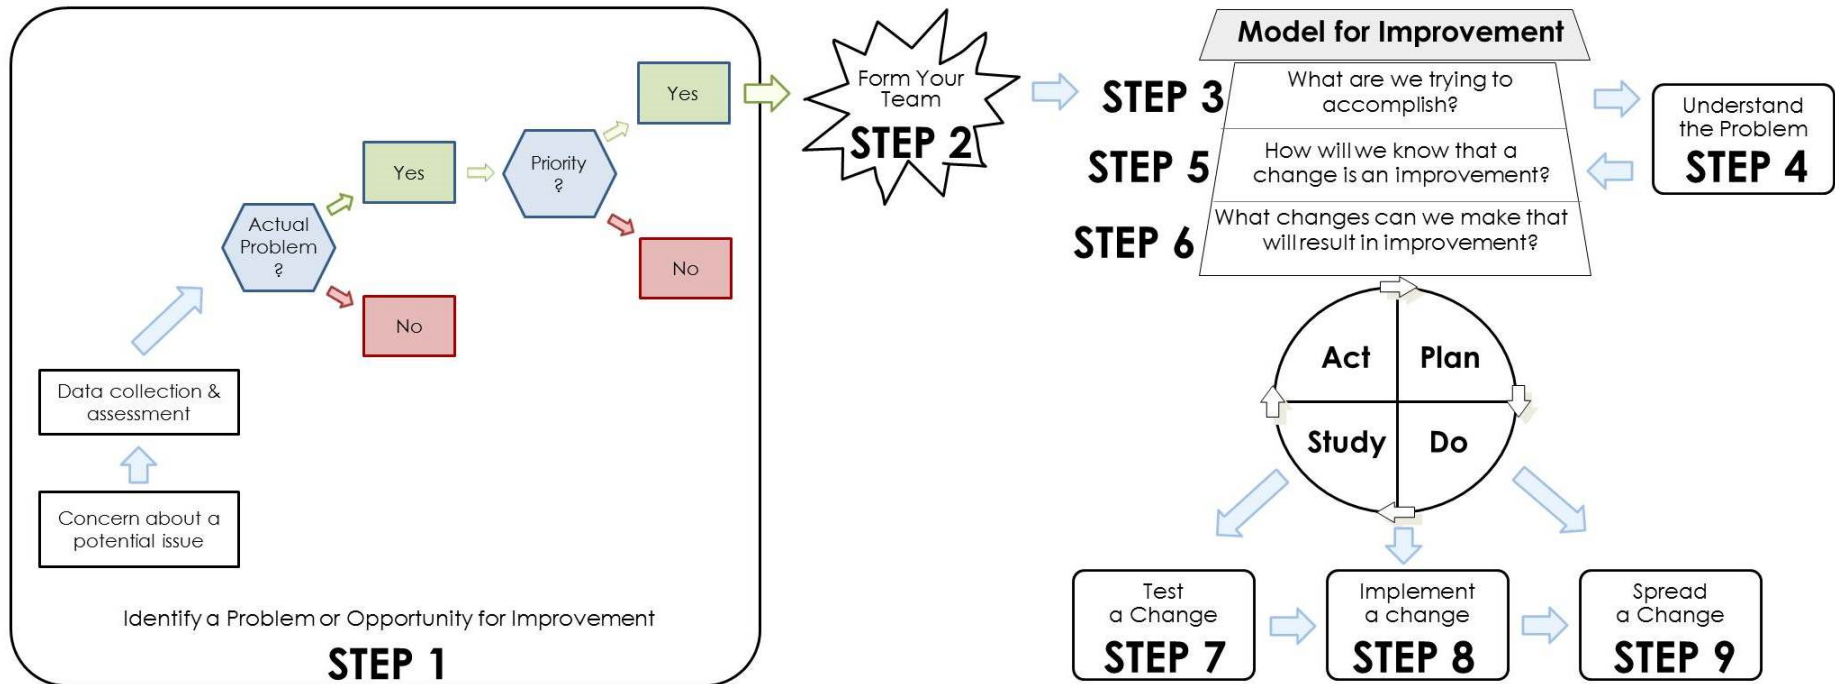 Concern about a
potential issue
Data collection &
assessment
Actual
Problem
?
Yes
No
Priority
?
Yes
No
Identify a Problem or Opportunity for Improvement
STEP 1
Form Your
Team
STEP 2
Model for Improvement
STEP 3
What are we trying to
accomplish?
Understand
the Problem
STEP 4
STEP 5
How will we know that a
change is an improvement?
STEP 6
What changes can we make that
will result in improvement?
Act
Plan
Study
Do
Test
a Change
STEP 7
Implement
a change
STEP 8
Spread
a Change
STEP 9